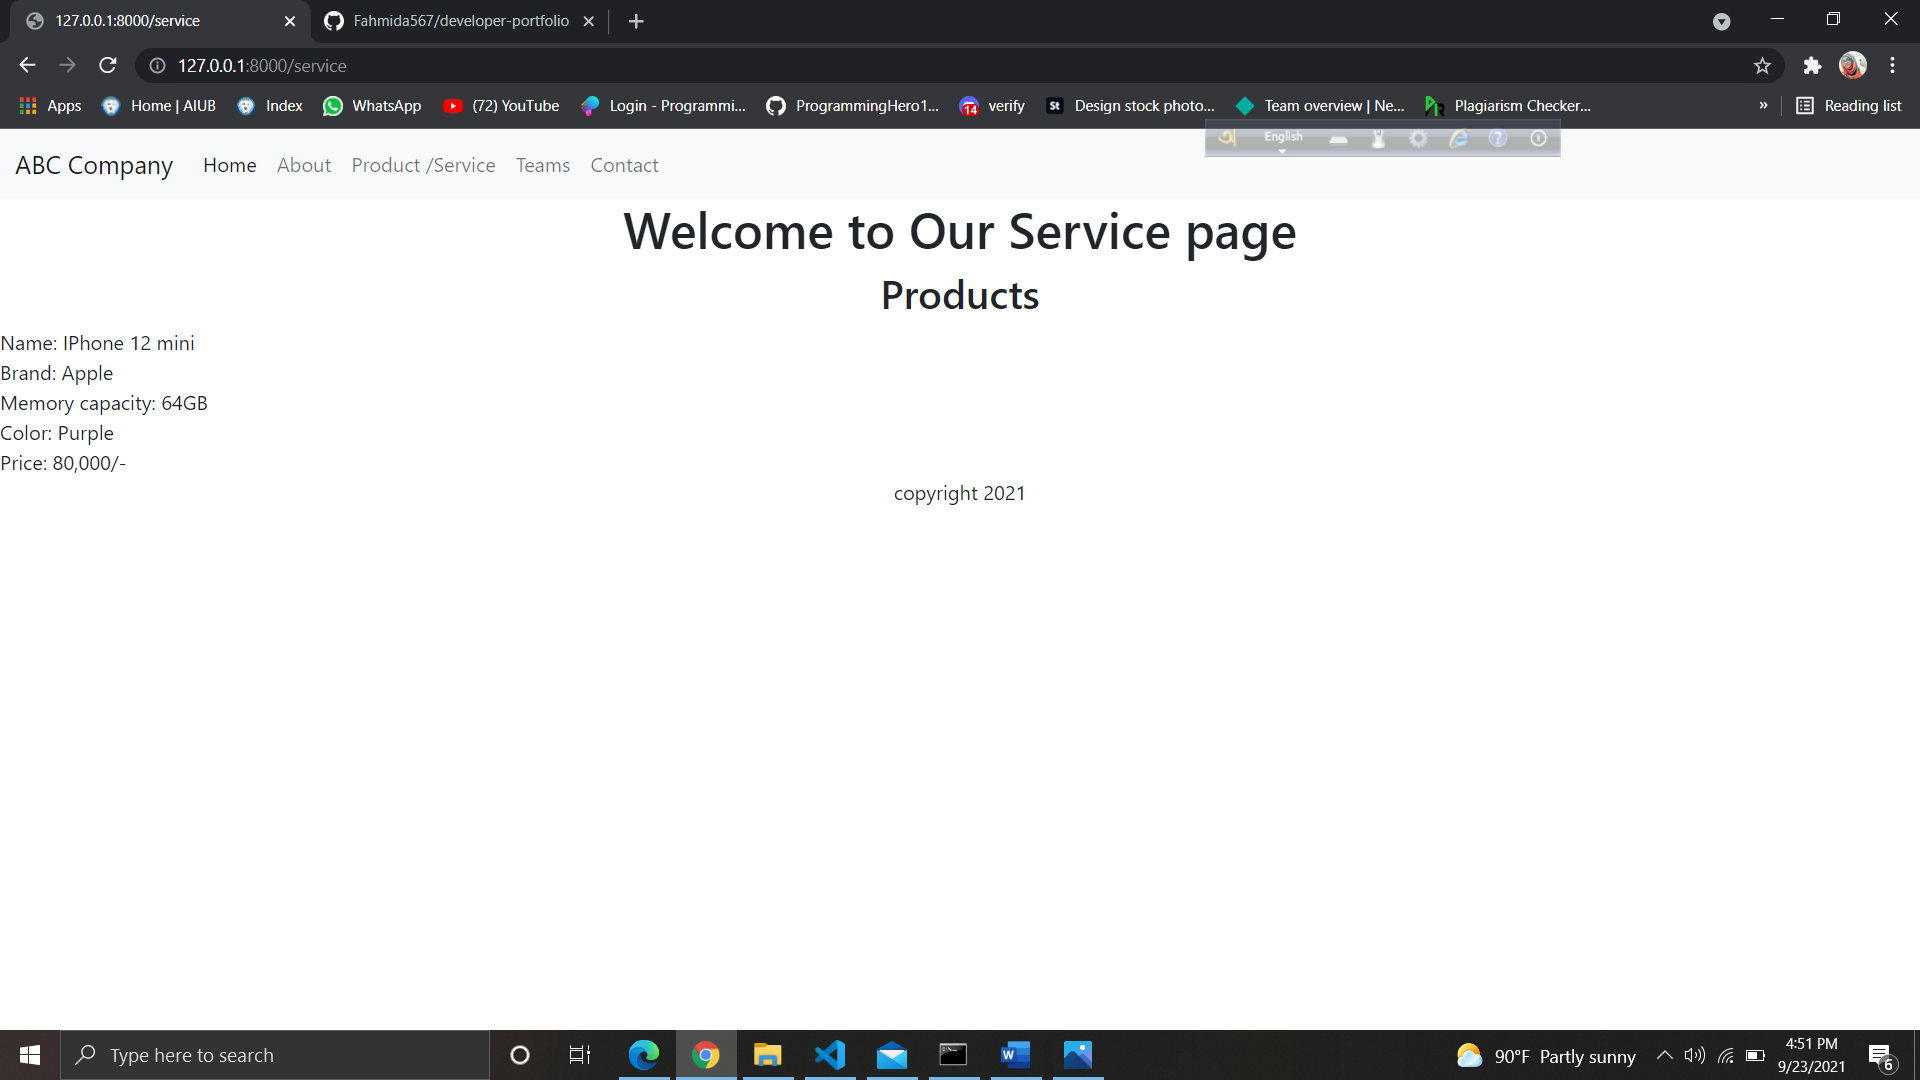 127.0.0.1:8000/service
Fahmida567/developer-portfolio
127.0.0.1:8000/service
Apps
Home | AIUB
Index
WhatsApp
(72) YouTube
Login - Programmi...
ProgrammingHero1...
14
verify
St
Design stock photo...
Team overview | Ne...
Plagiarism Checker...
»
Reading list
অ
English
ABC Company
Home
About
Product /Service
Teams
Contact
Welcome to Our Service page
Products
Name: IPhone 12 mini
Brand: Apple
Memory capacity: 64GB
Color: Purple
Price: 80,000/-
copyright 2021
Type here to search
W
90°F Partly sunny
4:51 PM
9/23/2021
6